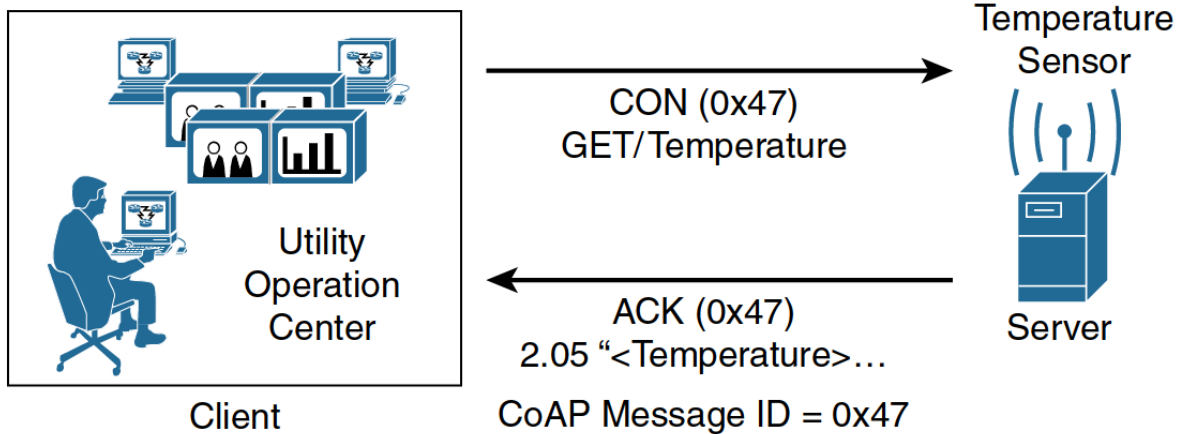 Temperature
Sensor
CON (0x47)
GET/Temperature
Utility
Operation
Center
ACK (0x47)
2.05 “<Temperature>…
Server
Client
CoAP Message ID = 0x47